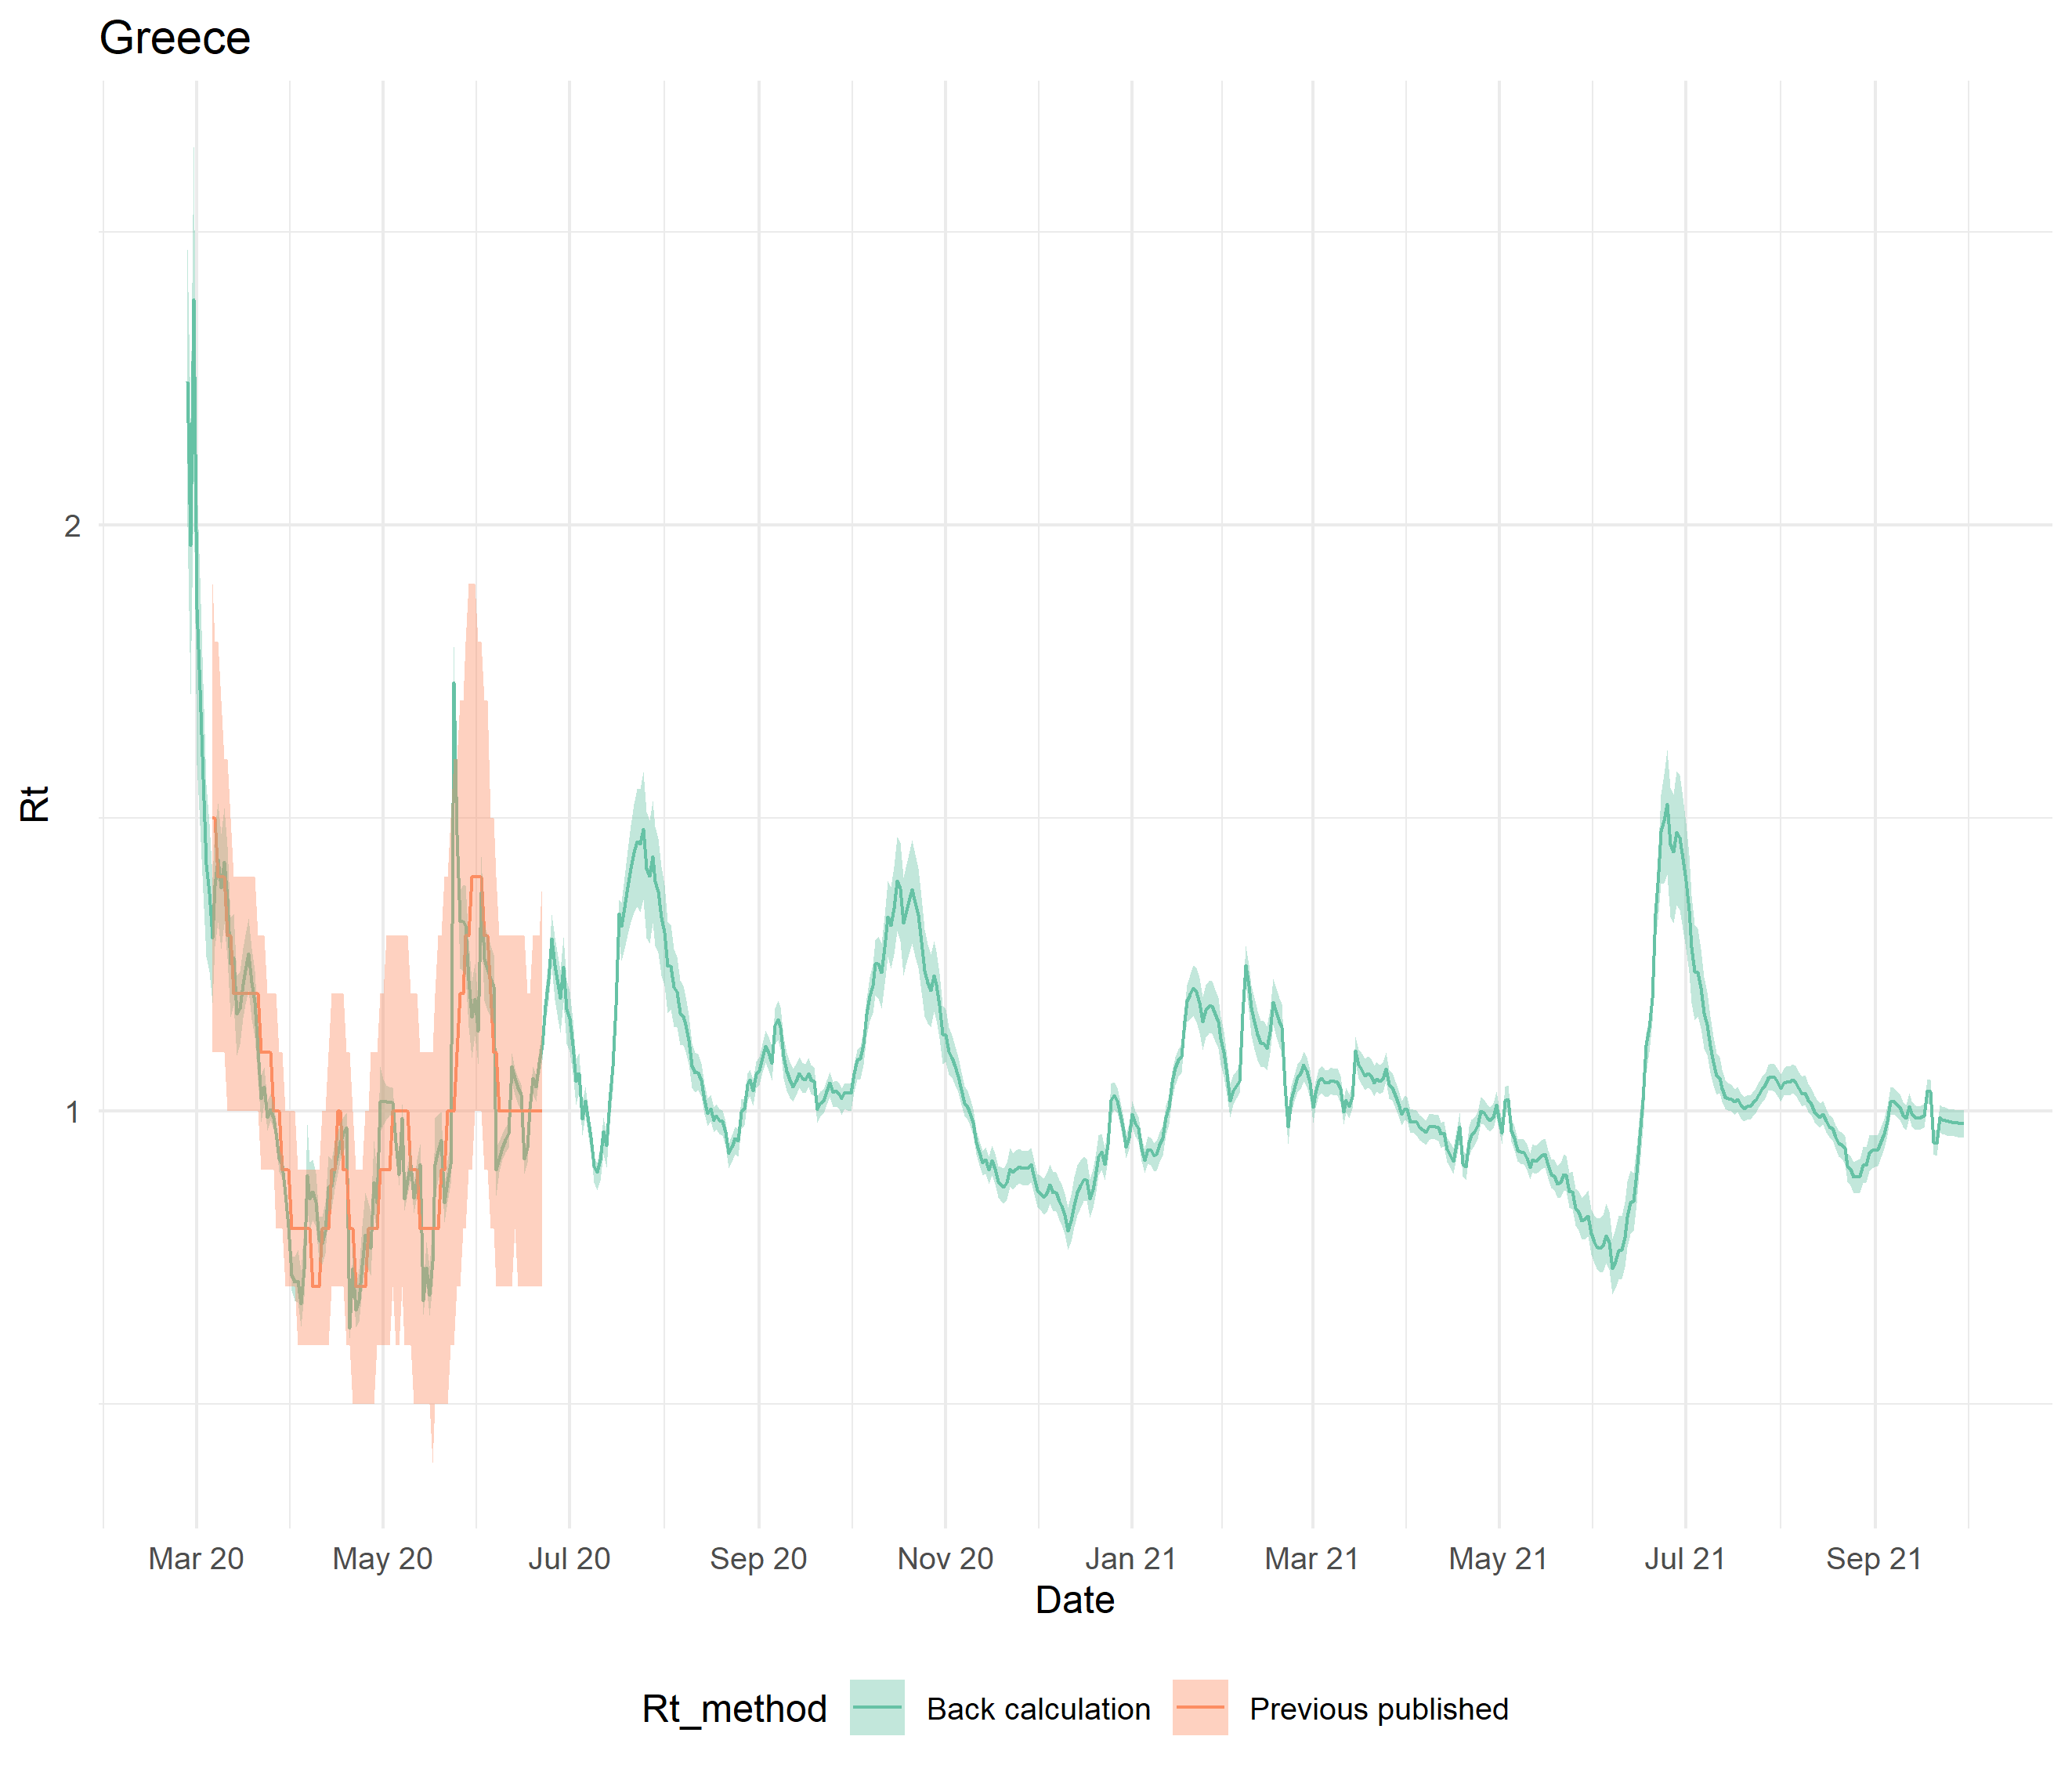 Greece
Rt
2
1
Mar 20 May 20 Jul 20 Sep 20 Nov 20 Jan 21 Mar 21 May 21 Jul 21 Sep 21
Date
Rt_method Back calculation Previous published